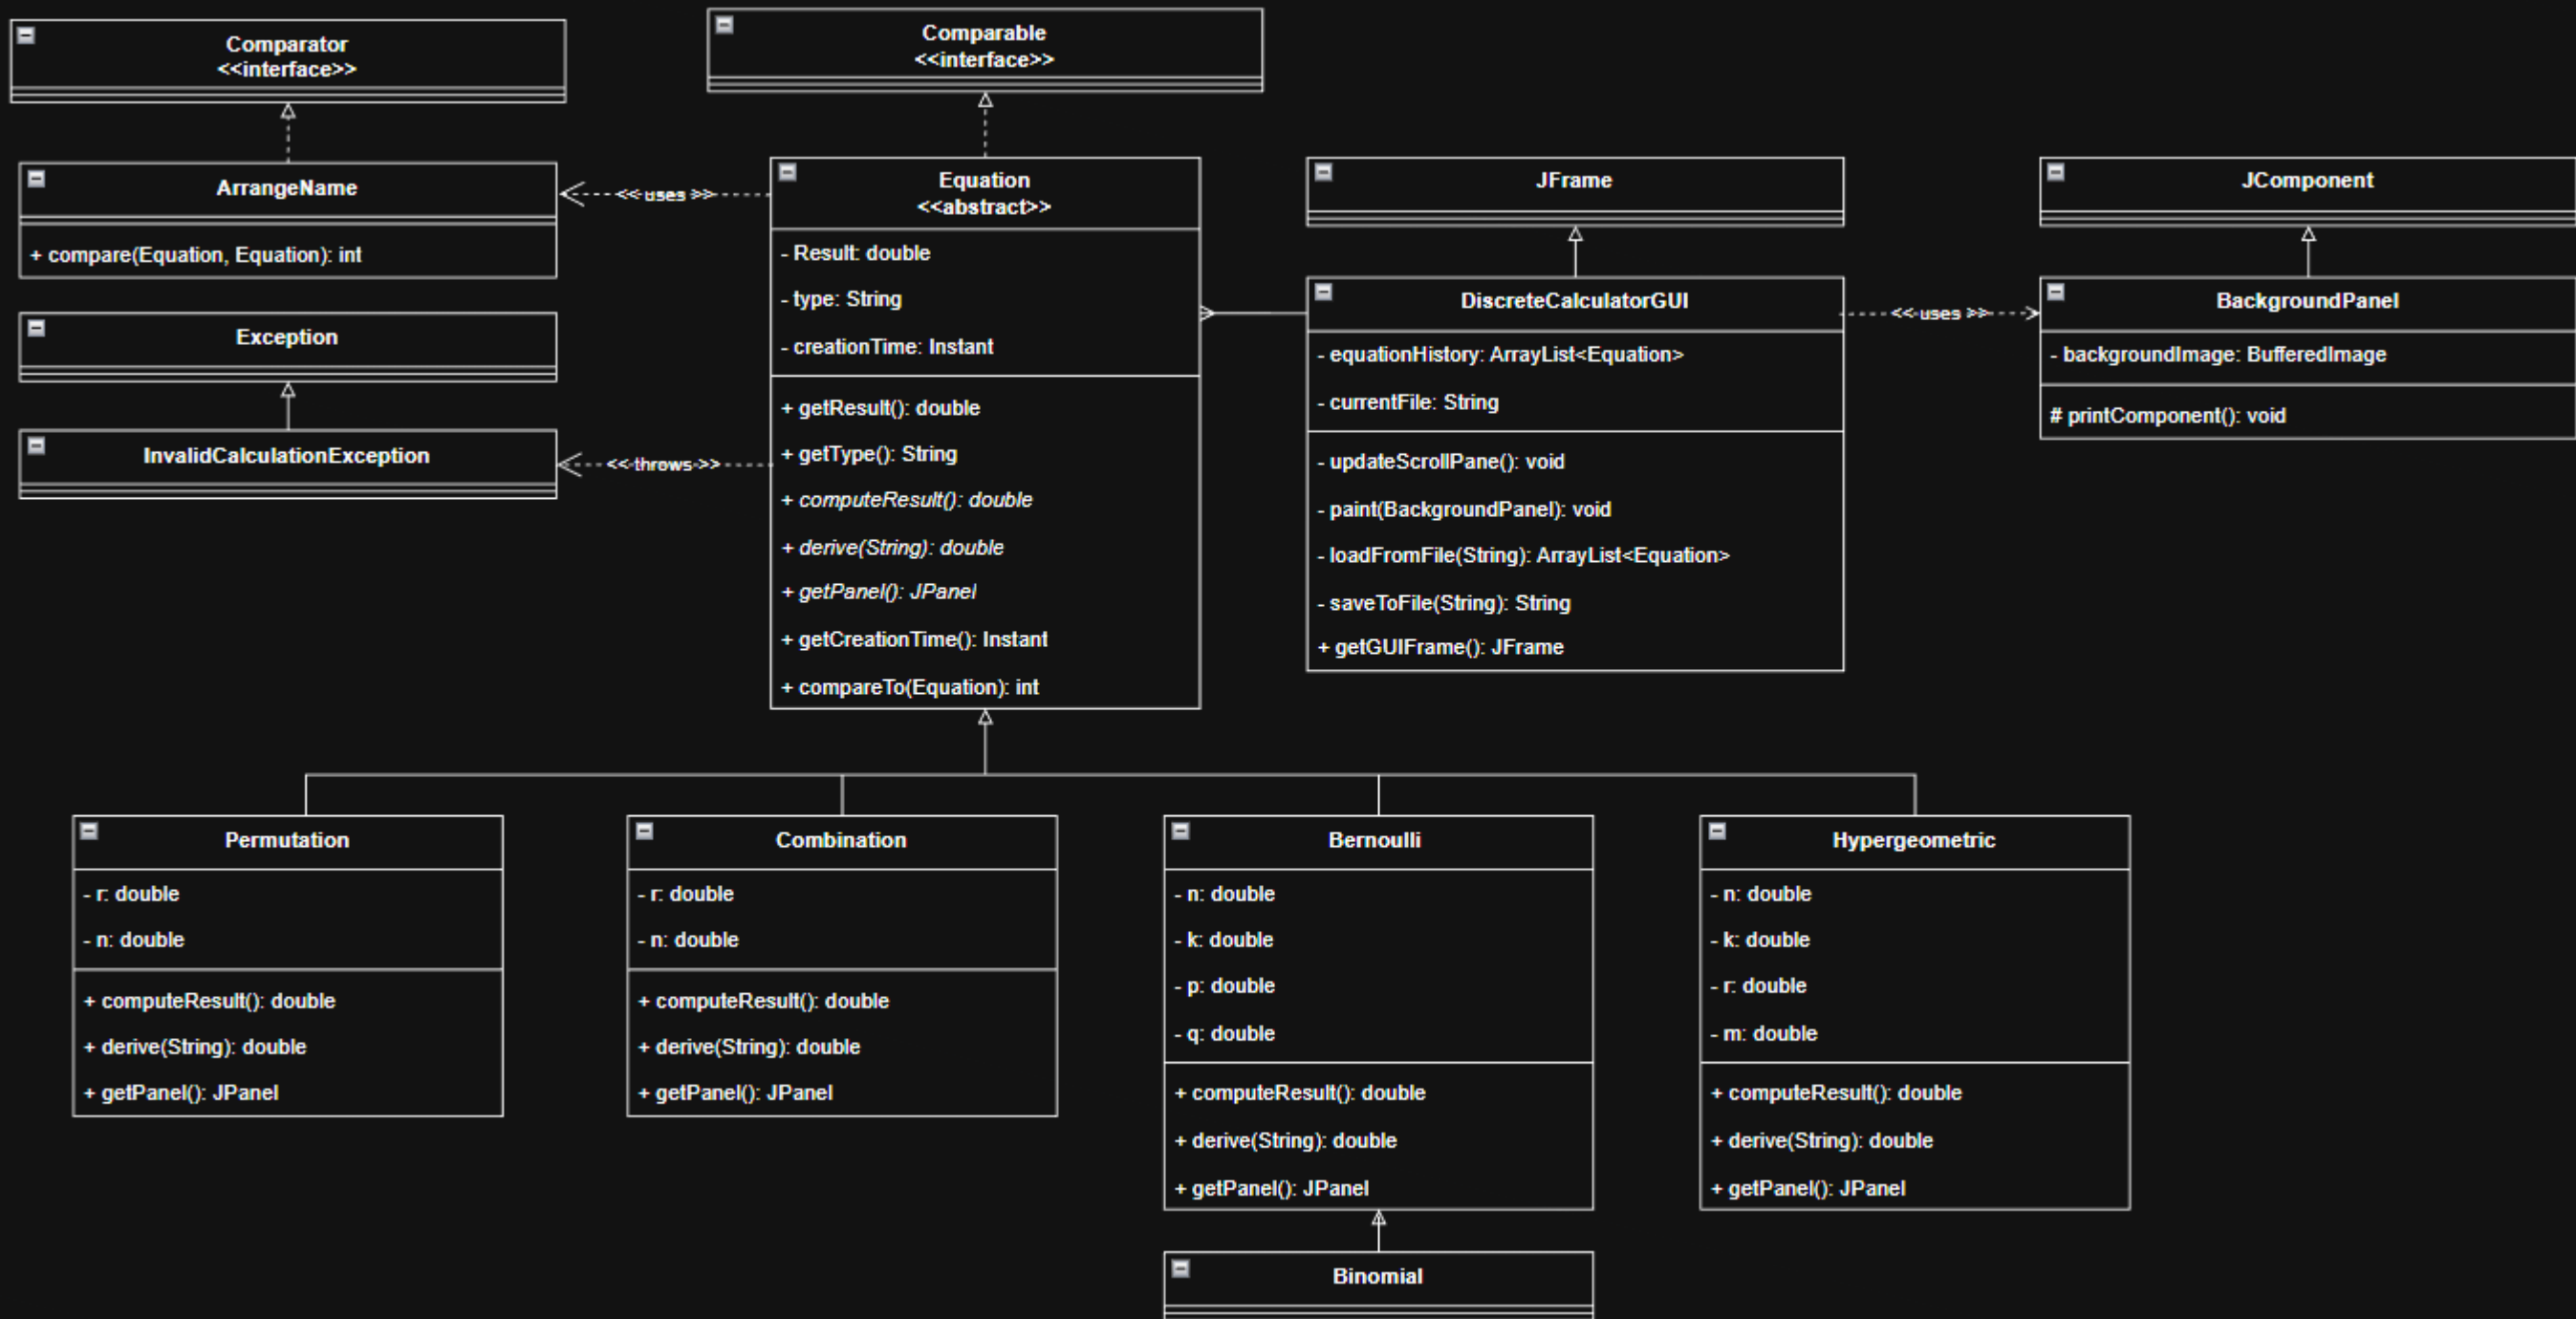 Comparator
<<interface>>
Comparable
<<interface>>
ArrangeName
+ compare(Equation, Equation): int
<< uses >>
Equation
<<abstract>>
- Result: double
- type: String
- creationTime: Instant
+ getResult(): double
+ getType(): String
+ computeResult(): double
+ derive(String): double
+ getPanel(): JPanel
+ getCreationTime(): Instant
+ compareTo(Equation): int
JFrame
JComponent
DiscreteCalculatorGUI
- equationHistory: ArrayList<Equation>
- currentFile: String
- updateScrollPane(): void
- paint(BackgroundPanel): void
- loadFromFile(String): ArrayList<Equation>
- saveToFile(String): String
+ getGUIFrame(): JFrame
<< uses >>
BackgroundPanel
- backgroundImage: BufferedImage
# printComponent(): void
Exception
InvalidCalculationException
<< throws >>
Permutation
- r: double
- n: double
+ computeResult(): double
+ derive(String): double
+ getPanel(): JPanel
Combination
- r: double
- n: double
+ computeResult(): double
+ derive(String): double
+ getPanel(): JPanel
Bernoulli
- n: double
- k: double
- p: double
- q: double
+ computeResult(): double
+ derive(String): double
+ getPanel(): JPanel
Hypergeometric
- n: double
- k: double
- r: double
- m: double
+ computeResult(): double
+ derive(String): double
+ getPanel(): JPanel
Binomial